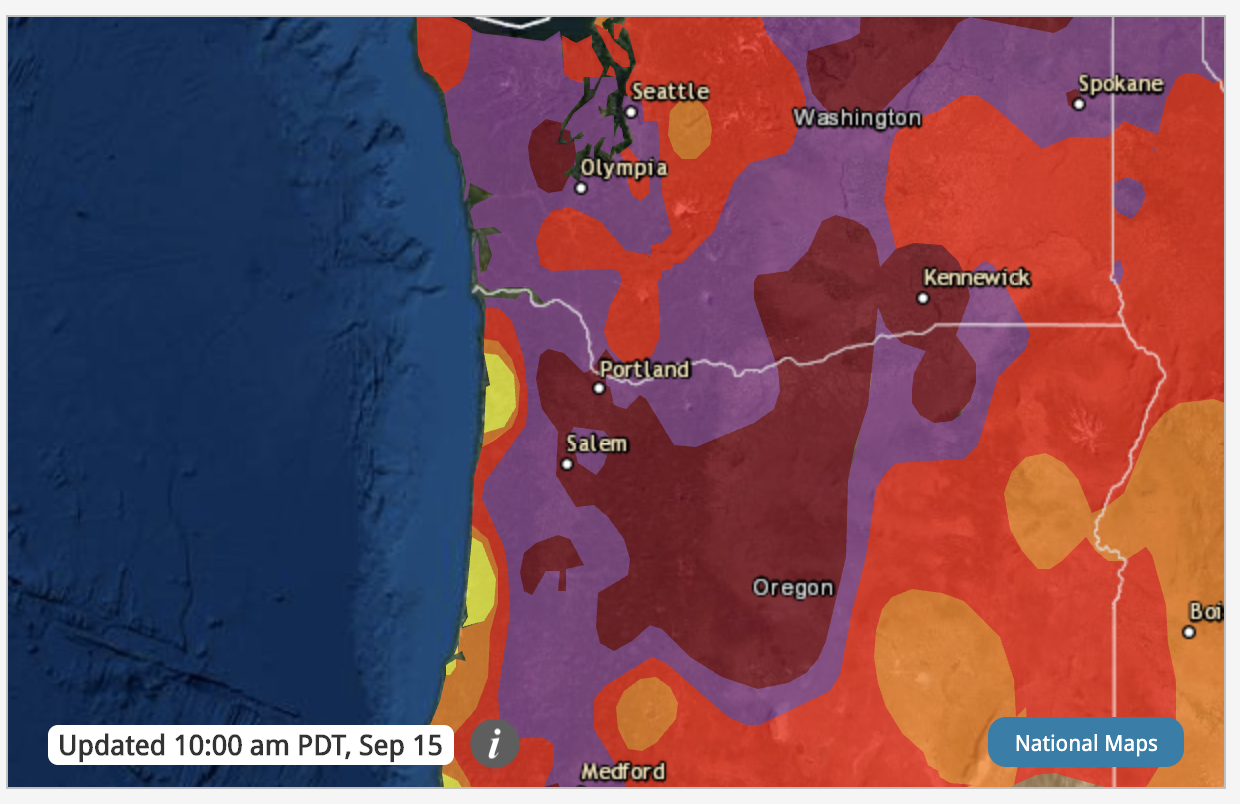 Seattle
Spokane
Washington
Olympia
Kennewick
Portland
Salem
Oregon
Boi
Updated 10:00 am PDT, Sep 15
i
National Maps
Medford